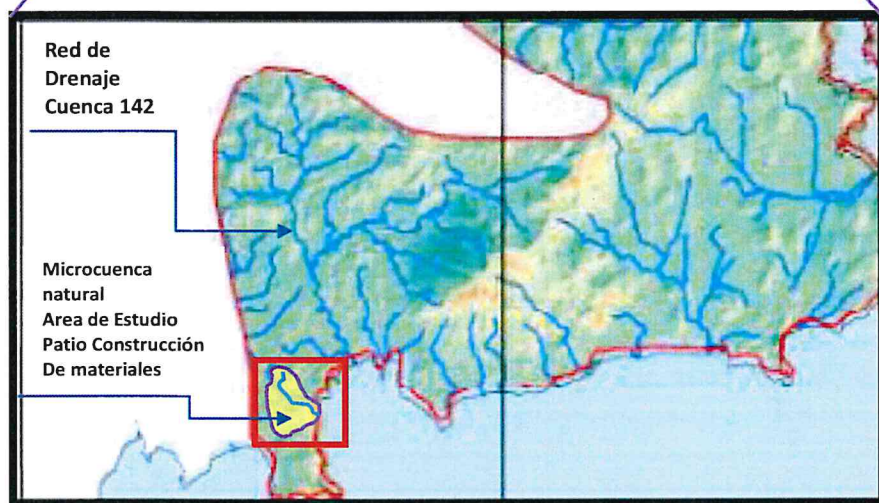 Red de
Drenaje
Cuenca 142
Microcuenca
natural
Area de Estudio
Patio Construcción
De materiales